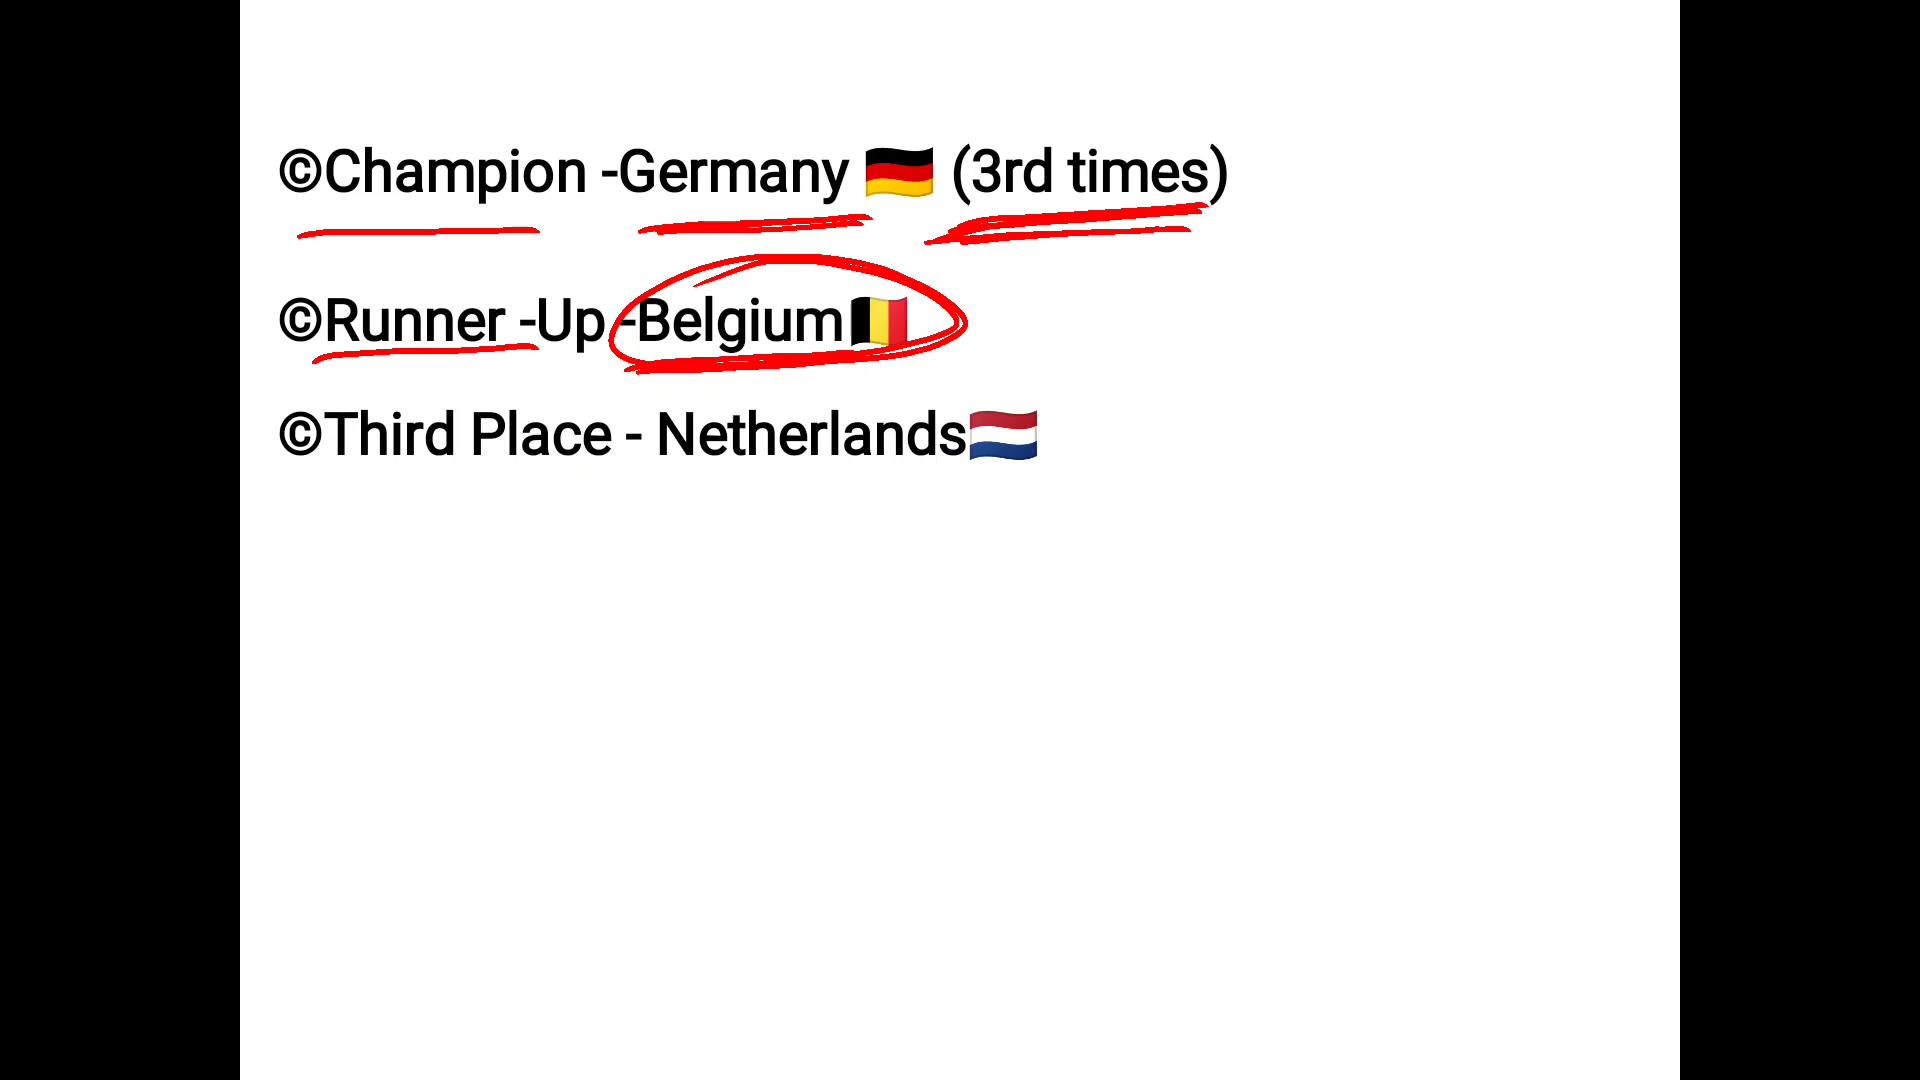 ©Champion -Germany 🇩🇪 (3rd times)
©Runner -Up -Belgium🇧🇪
©Third Place - Netherlands🇳🇱